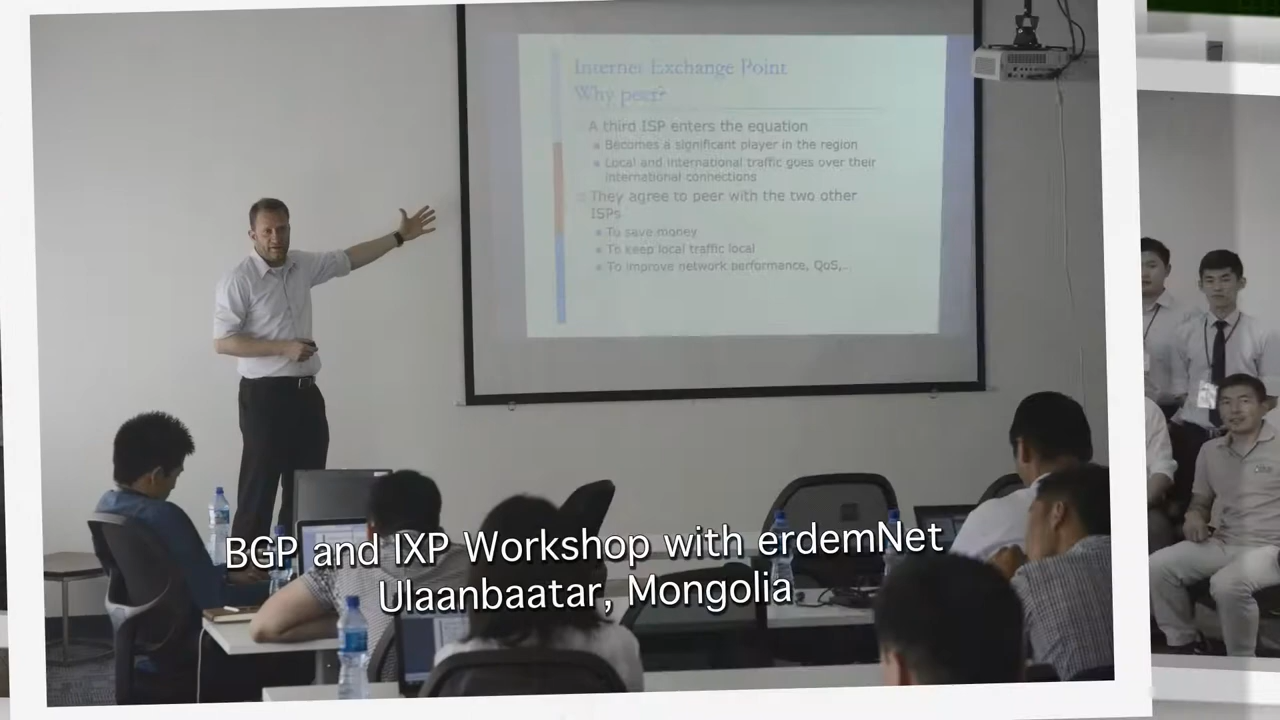 Internet Exchange Point
Why peer?
A third ISP enters the equation
Becomes a significant player in the region
Local and international traffic goes over their
international connections
They agree to peer with the two other
ISPs
To save money
To keep local traffic local
To improve network performance, QoS,..
BGP and IXP Workshop with erdemNet
Ulaanbaatar, Mongolia